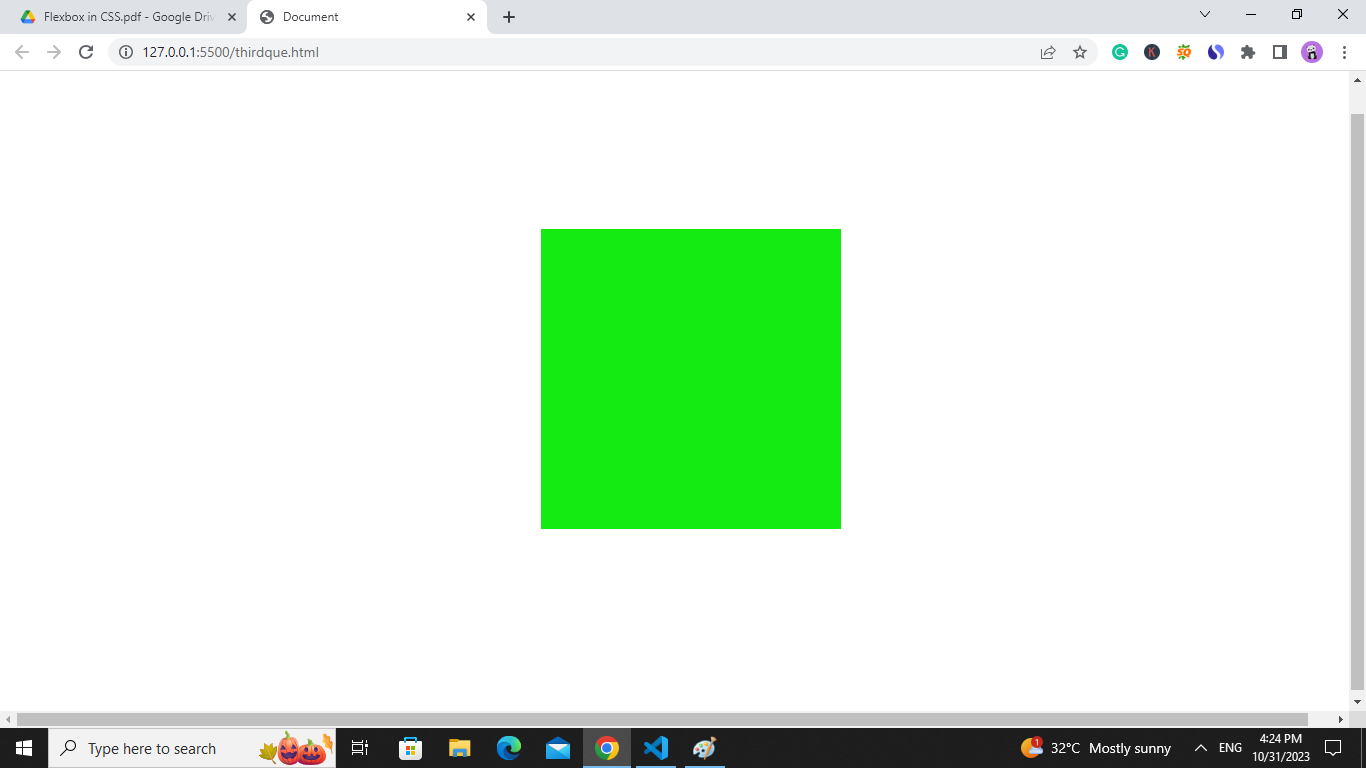 Flexbox in CSS.pdf - Google Driv
Document
127.0.0.1:5500/thirdque.html
Type here to search
1
32°C Mostly sunny
ENG
4:24 PM
10/31/2023